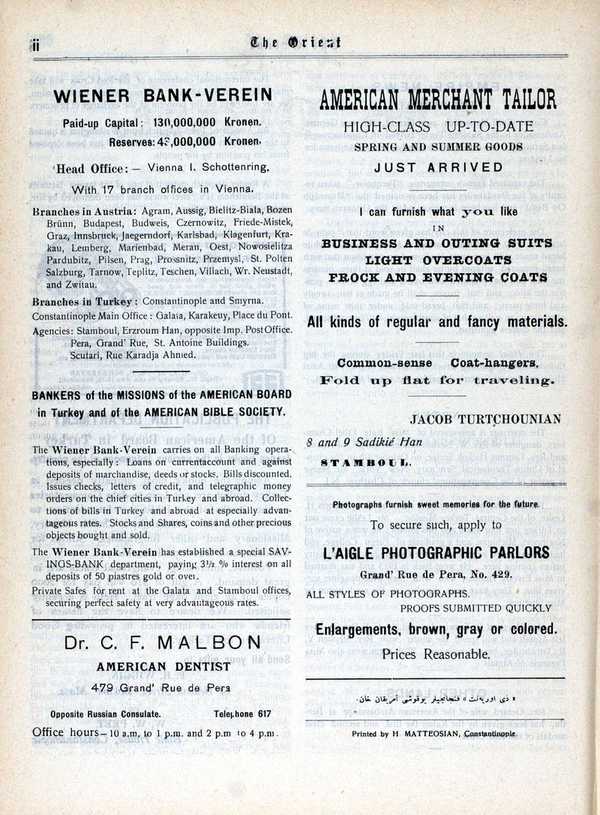 ii
The Orient
WIENER BANK-VEREIN
Paid-up Capital: 130,000,000 Kronen.
Reserves: 43,000,000 Kronen.
Head Office: — Vienna I. Schottenring.
With 17 branch offices in Vienna.
Branches in Austria: Agram, Aussig, Bielitz-Biala, Bozen
Brünn, Budapest, Budweis, Czernowitz, Friede-Mistek,
Graz, Innsbruck, Jaegerndorf, Karlsbad, Klagenfurt, Kra-
kau, Lemberg, Marienbad, Meran, Oest, Nowosielitza
Pardubitz, Pilsen, Prag, Prossnitz, Przemysl, St. Polten
Salzburg, Tarnow, Teplitz, Teschen, Villach, Wr. Neustadt,
and Zwitau.
Branches in Turkey: Constantinople and Smyrna.
Constantinople Main Office: Galata, Karakeuy, Place du Pont.
Agencies: Stamboul, Erzroum Han, opposite Imp. Post Office.
Pera, Grand' Rue, St. Antoine Buildings.
Scutari, Rue Karadja Ahmed.
BANKERS of the MISSIONS of the AMERICAN BOARD
in Turkey and of the AMERICAN BIBLE SOCIETY.
The Wiener Bank-Verein carries on all Banking opera-
tions, especially: Loans on currentaccount and against
deposits of marchandise, deeds or stocks. Bills discounted.
Issues checks, letters of credit, and telegraphic money
orders on the chief cities in Turkey and abroad. Collec-
tions of bills in Turkey and abroad at especially advan-
tageous rates. Stocks and Shares, coins and other precious
objects bought and sold.
The Wiener Bank-Verein has established a special SAV-
INGS-BANK department, paying 3½ % interest on all
deposits of 50 piastres gold or over.
Private Safes for rent at the Galata and Stamboul offices,
securing perfect safety at very advantageous rates.
Dr. C. F. MALBON
AMERICAN DENTIST
479 Grand' Rue de Pera
Opposite Russian Consulate. Telephone 617
Office hours — 10 a.m, to 1 p.m. and 2 p.m. to 4 p.m.
AMERICAN MERCHANT TAILOR
HIGH-CLASS UP-TO-DATE
SPRING AND SUMMER GOODS
JUST ARRIVED
I can furnish what you like
IN
BUSINESS AND OUTING SUITS
LIGHT OVERCOATS
FROCK AND EVENING COATS
All kinds of regular and fancy materials.
Common-sense Coat-hangers,
Fold up flat for traveling.
JACOB TURTCHOUNIAN
8 and 9 Sadikié Han
STAMBOUL.
Photographs furnish sweet memories for the future.
To secure such, apply to
L'AIGLE PHOTOGRAPHIC PARLORS
Grand' Rue de Pera, No. 429.
ALL STYLES OF PHOTOGRAPHS.
PROOFS SUBMITTED QUICKLY
Enlargements, brown, gray or colored.
Prices Reasonable.
« ذی اوریه‌نت » فنجانجیلر یوقوشی آمریقان خان.
Printed by H MATTEOSIAN, Constantinople